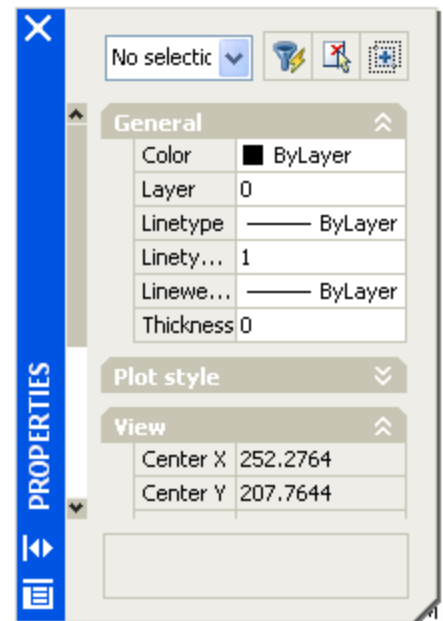 No selectic
General
Color ByLayer
Layer 0
Linetype ByLayer
Linety... 1
Linewe... ByLayer
Thickness 0
Plot style
View
Center X 252.2764
Center Y 207.7644
PROPERTIES